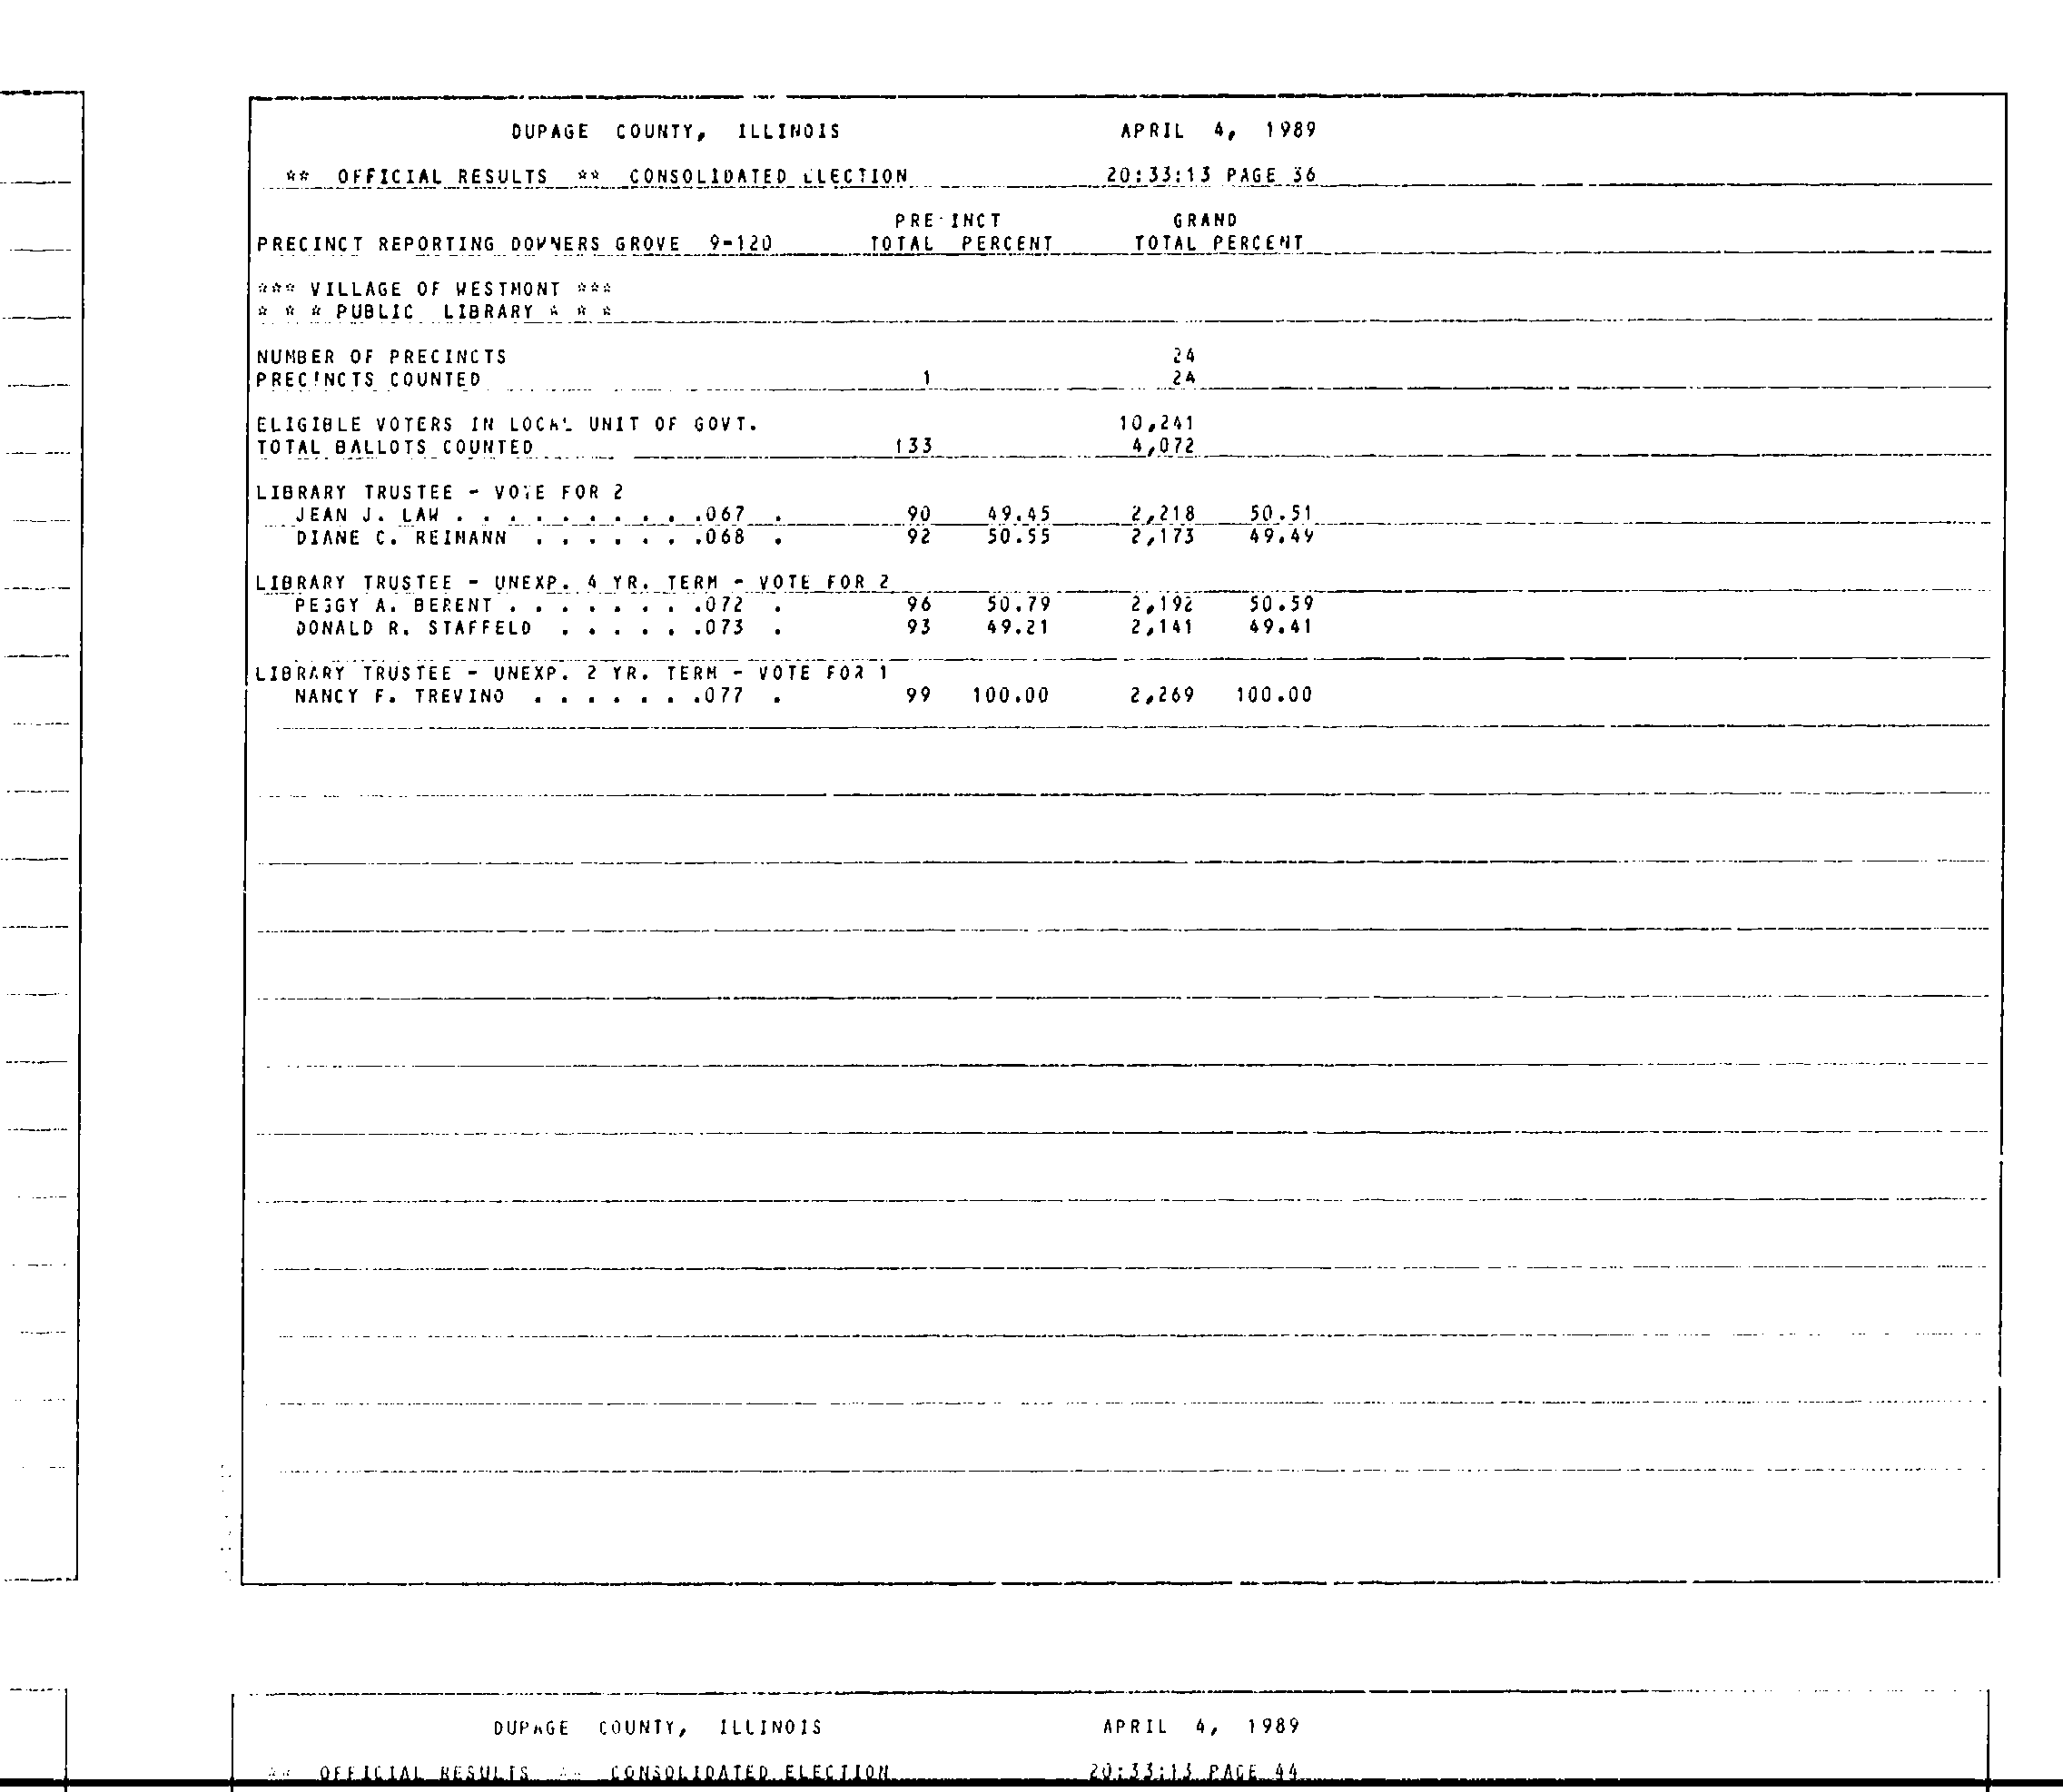 DUPAGE COUNTY, ILLINOIS APRIL 4, 1989
** OFFICIAL RESULTS ** CONSOLIDATED ELECTION 20:33:13 PAGE 36
PRE INCT GRAND
PRECINCT REPORTING DOWNERS GROVE 9-120 TOTAL PERCENT TOTAL PERCENT
*** VILLAGE OF WESTMONT ***
* * * PUBLIC LIBRARY * * *
NUMBER OF PRECINCTS 24
PRECINCTS COUNTED 1 24
ELIGIBLE VOTERS IN LOCAL UNIT OF GOVT. 10,241
TOTAL BALLOTS COUNTED 133 4,072
LIBRARY TRUSTEE - VOTE FOR 2
JEAN J. LAW . . . . . . . . . .067 . 90 49.45 2,218 50.51
DIANE C. REIMANN . . . . . . .068 . 92 50.55 2,173 49.49
LIBRARY TRUSTEE - UNEXP. 4 YR. TERM - VOTE FOR 2
PEGGY A. BERENT . . . . . . . .072 . 96 50.79 2,192 50.59
DONALD R. STAFFELD . . . . . .073 . 93 49.21 2,141 49.41
LIBRARY TRUSTEE - UNEXP. 2 YR. TERM - VOTE FOR 1
NANCY F. TREVINO . . . . . . .077 . 99 100.00 2,269 100.00
DUPAGE COUNTY, ILLINOIS APRIL 4, 1989
** OFFICIAL RESULTS ** CONSOLIDATED ELECTION 20:33:13 PAGE 44